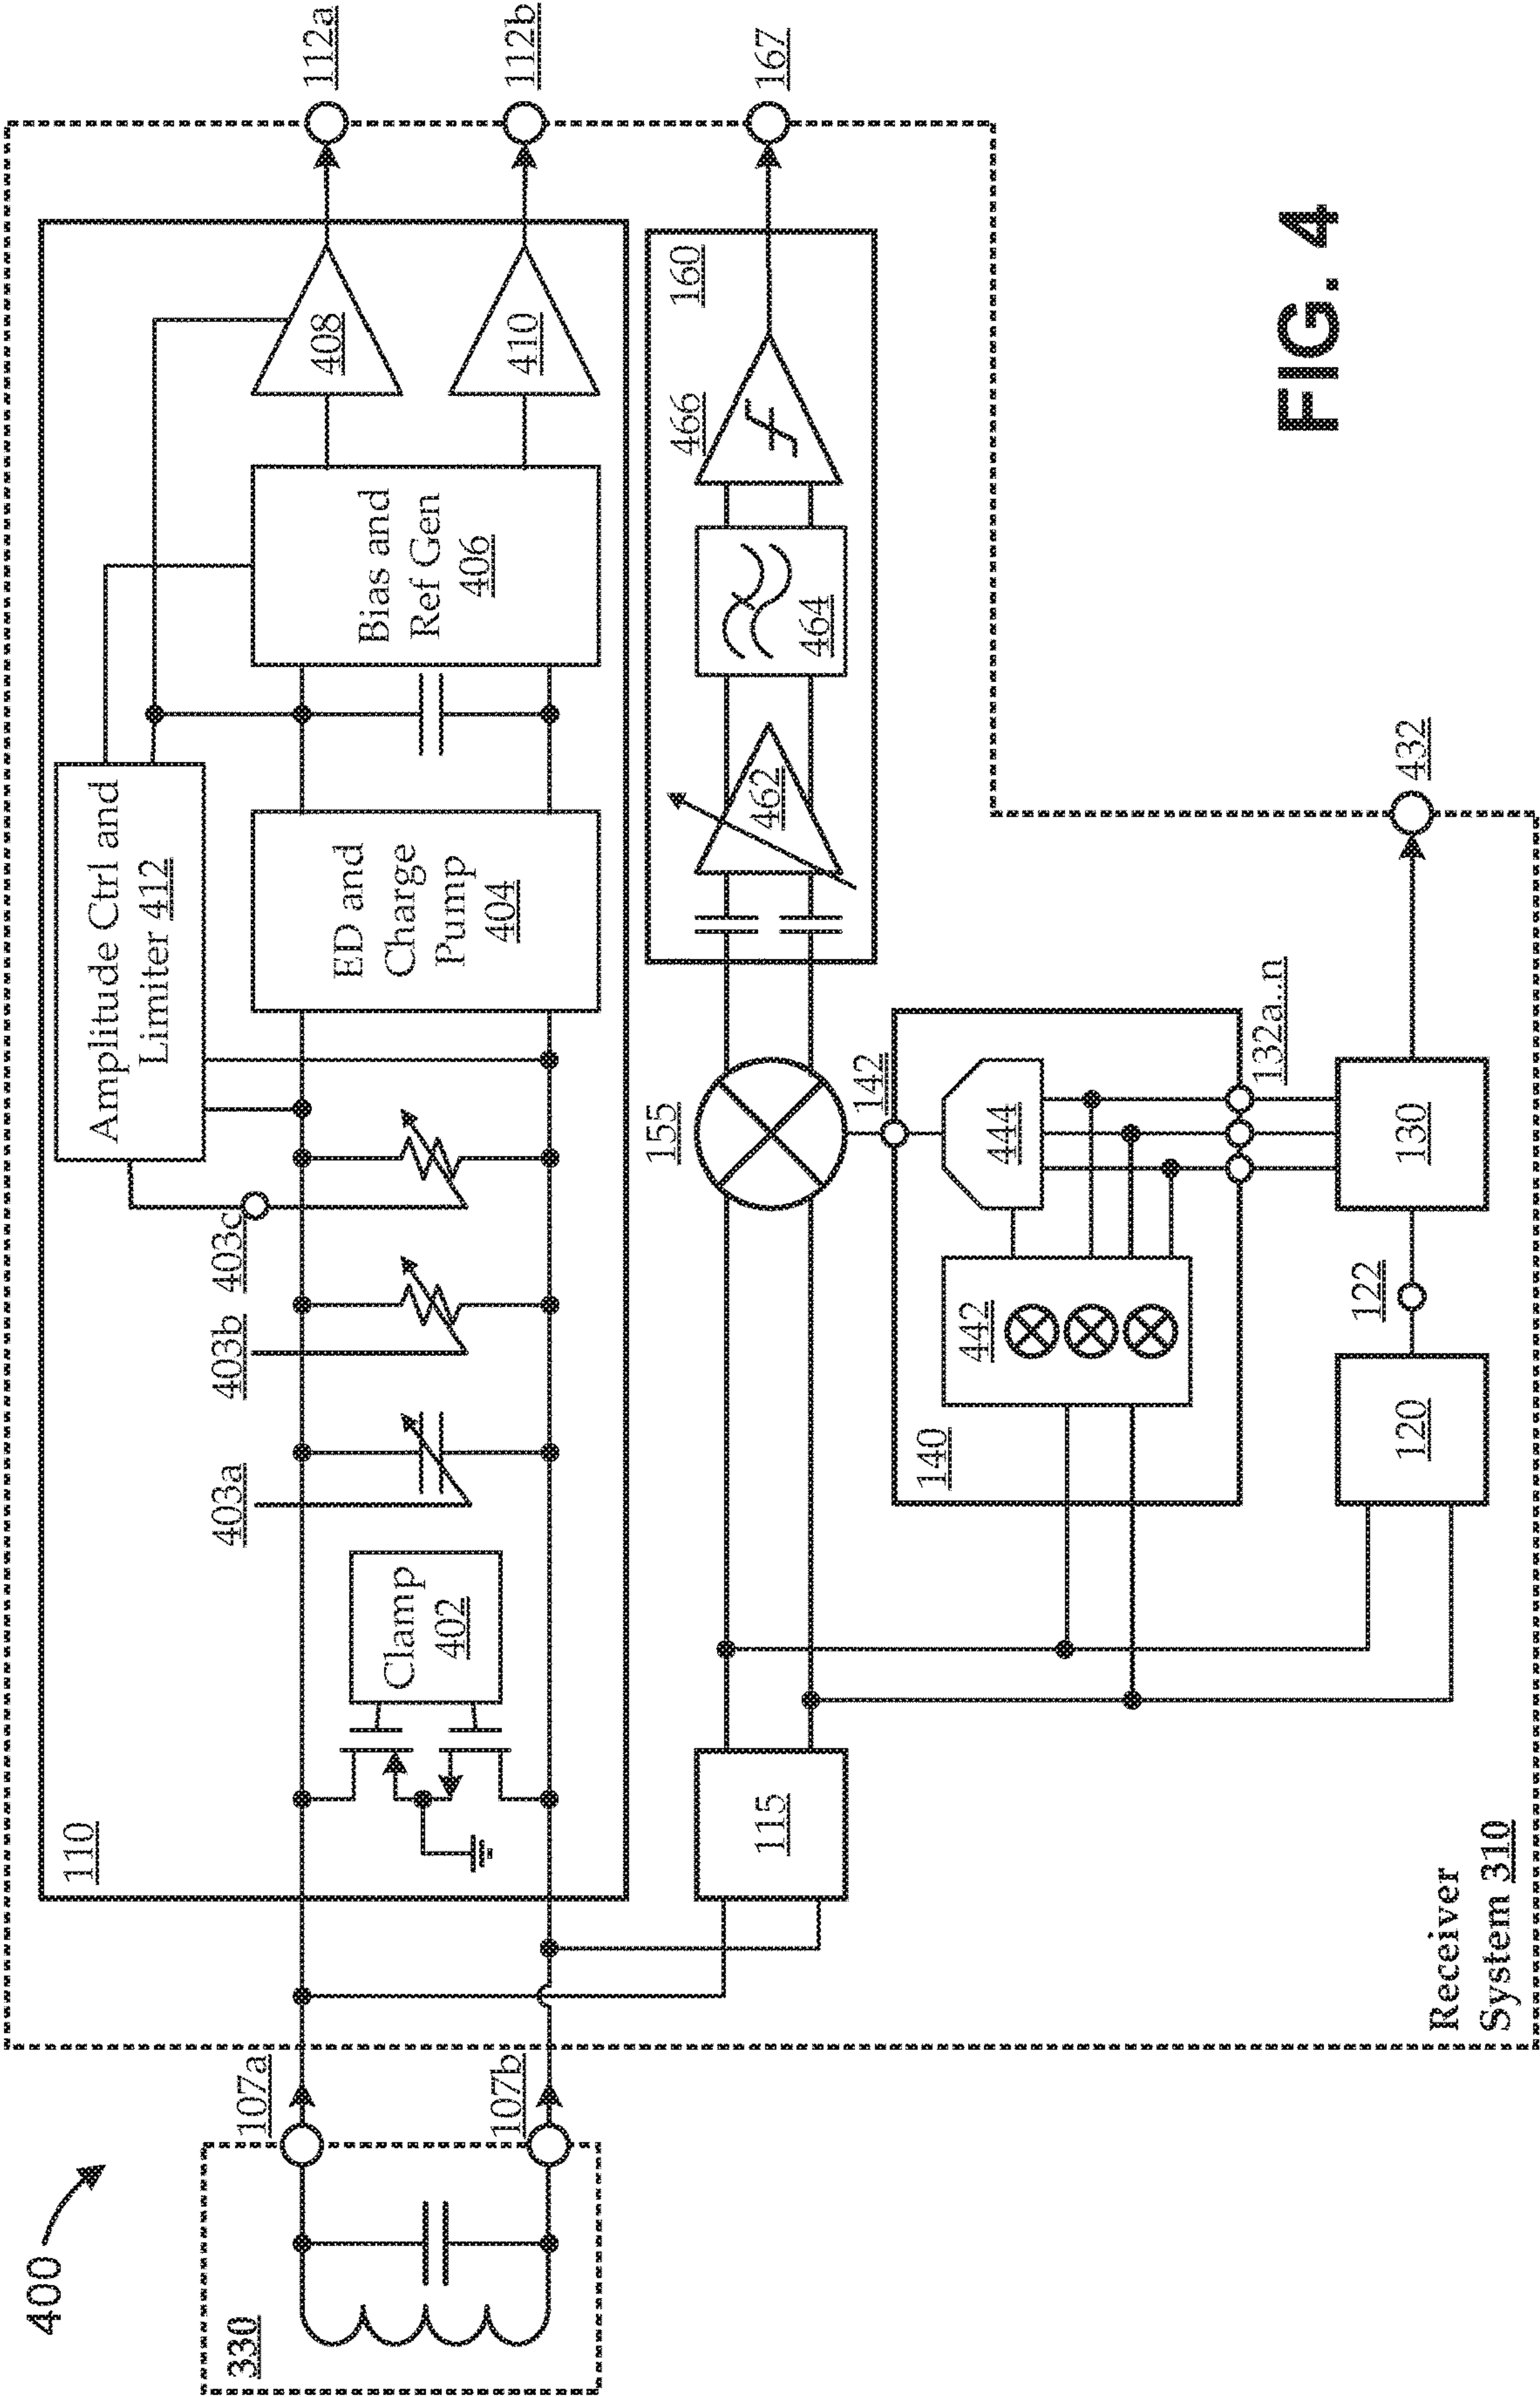 400
330
107a
107b
110
Clamp
402
403a
403b
403c
Amplitude Ctrl and
Limiter 412
ED and
Charge
Pump
404
Bias and
Ref Gen
406
408
410
112a
112b
115
155
462
464
466
160
167
140
442
444
142
132a..n
120
122
130
432
Receiver
System 310
FIG. 4